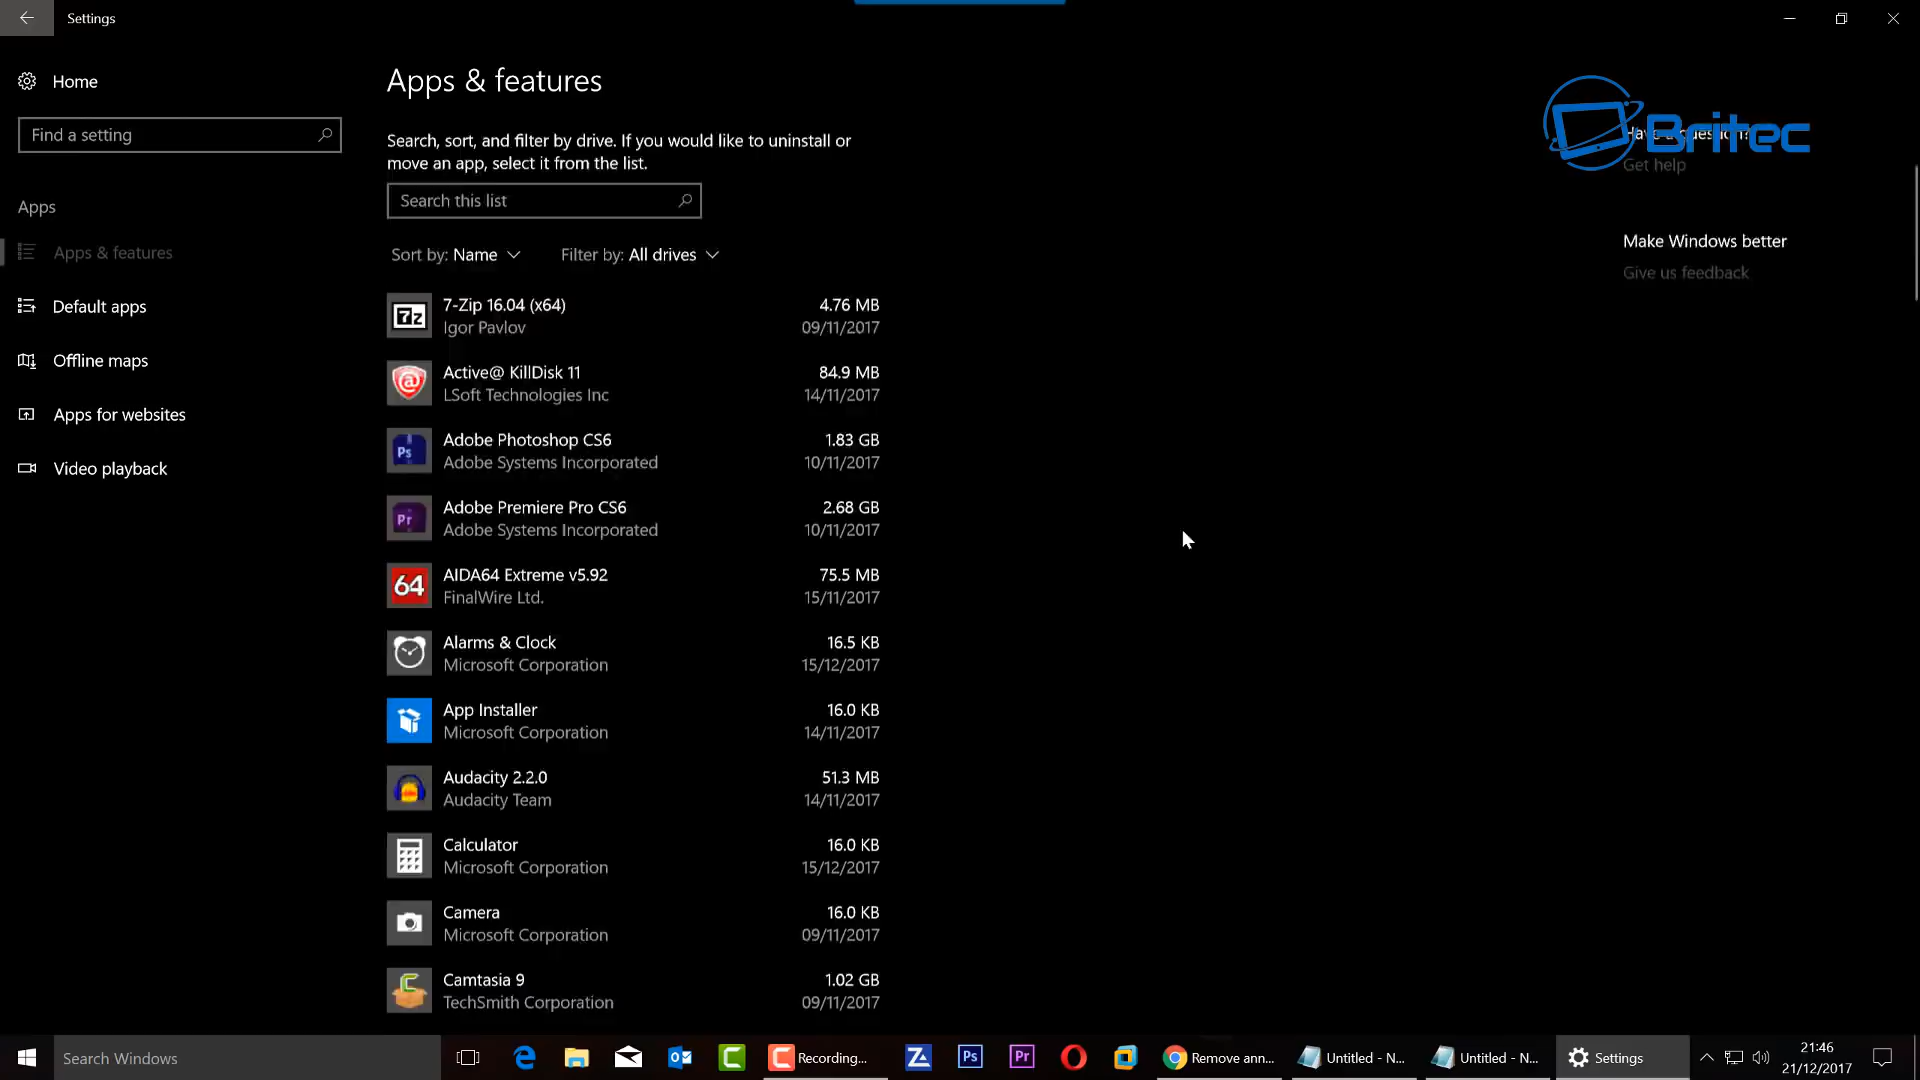 Settings
Home
Find a setting
Apps
Apps & features
Default apps
Offline maps
Apps for websites
Video playback
Apps & features
Search, sort, and filter by drive. If you would like to uninstall or
move an app, select it from the list.
Search this list
Sort by: Name
Filter by: All drives
7-Zip 16.04 (x64) 4.76 MB
Igor Pavlov 09/11/2017
Active@ KillDisk 11 84.9 MB
LSoft Technologies Inc 14/11/2017
Adobe Photoshop CS6 1.83 GB
Adobe Systems Incorporated 10/11/2017
Adobe Premiere Pro CS6 2.68 GB
Adobe Systems Incorporated 10/11/2017
64 AIDA64 Extreme v5.92 75.5 MB
FinalWire Ltd. 15/11/2017
Alarms & Clock 16.5 KB
Microsoft Corporation 15/12/2017
App Installer 16.0 KB
Microsoft Corporation 14/11/2017
Audacity 2.2.0 51.3 MB
Audacity Team 14/11/2017
Calculator 16.0 KB
Microsoft Corporation 15/12/2017
Camera 16.0 KB
Microsoft Corporation 09/11/2017
Camtasia 9 1.02 GB
TechSmith Corporation 09/11/2017
Britec
Have a question?
Get help
Make Windows better
Give us feedback
Search Windows
Recording...
Ps
Pr
Remove ann...
Untitled - N...
Untitled - N...
Settings
21:46
21/12/2017